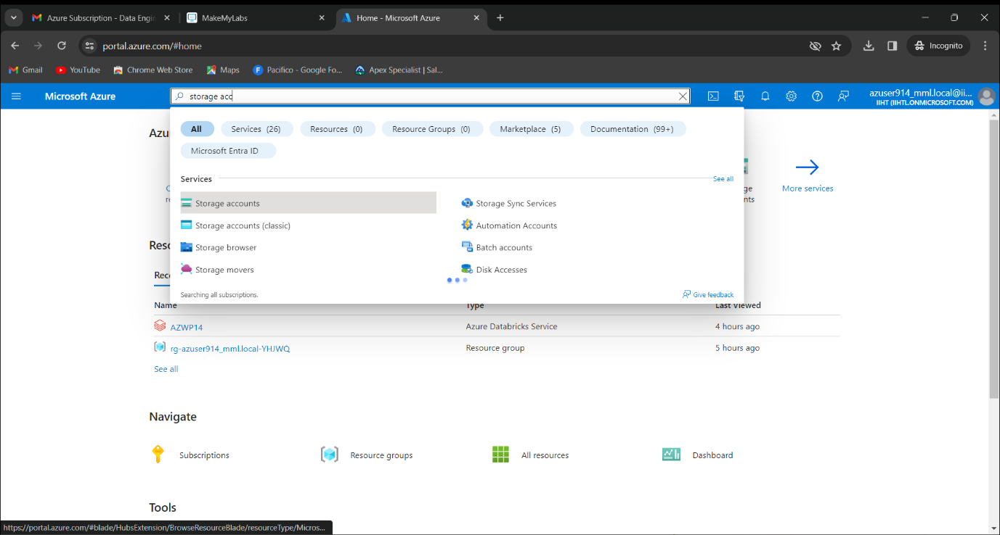 Azure Subscription - Data Engin
MakeMyLabs
Home - Microsoft Azure
portal.azure.com/#home
Incognito
Gmail
YouTube
Chrome Web Store
Maps
Pacifico - Google Fo...
Apex Specialist | Sal...
Microsoft Azure
storage acc
azuser914_mml.local@ii...
IIHT (IIHTL.ONMICROSOFT.COM)
Azu
All
Services (26)
Resources (0)
Resource Groups (0)
Marketplace (5)
Documentation (99+)
Microsoft Entra ID
Services
See all
Storage accounts
Storage Sync Services
Storage accounts (classic)
Automation Accounts
Storage browser
Batch accounts
Storage movers
Disk Accesses
Searching all subscriptions.
Give feedback
More services
Reso
Rece
Name
Type
Last Viewed
AZWP14
Azure Databricks Service
4 hours ago
rg-azuser914_mml.local-YHJWQ
Resource group
5 hours ago
See all
Navigate
Subscriptions
Resource groups
All resources
Dashboard
Tools
https://portal.azure.com/#blade/HubsExtension/BrowseResourceBlade/resourceType/Micros...